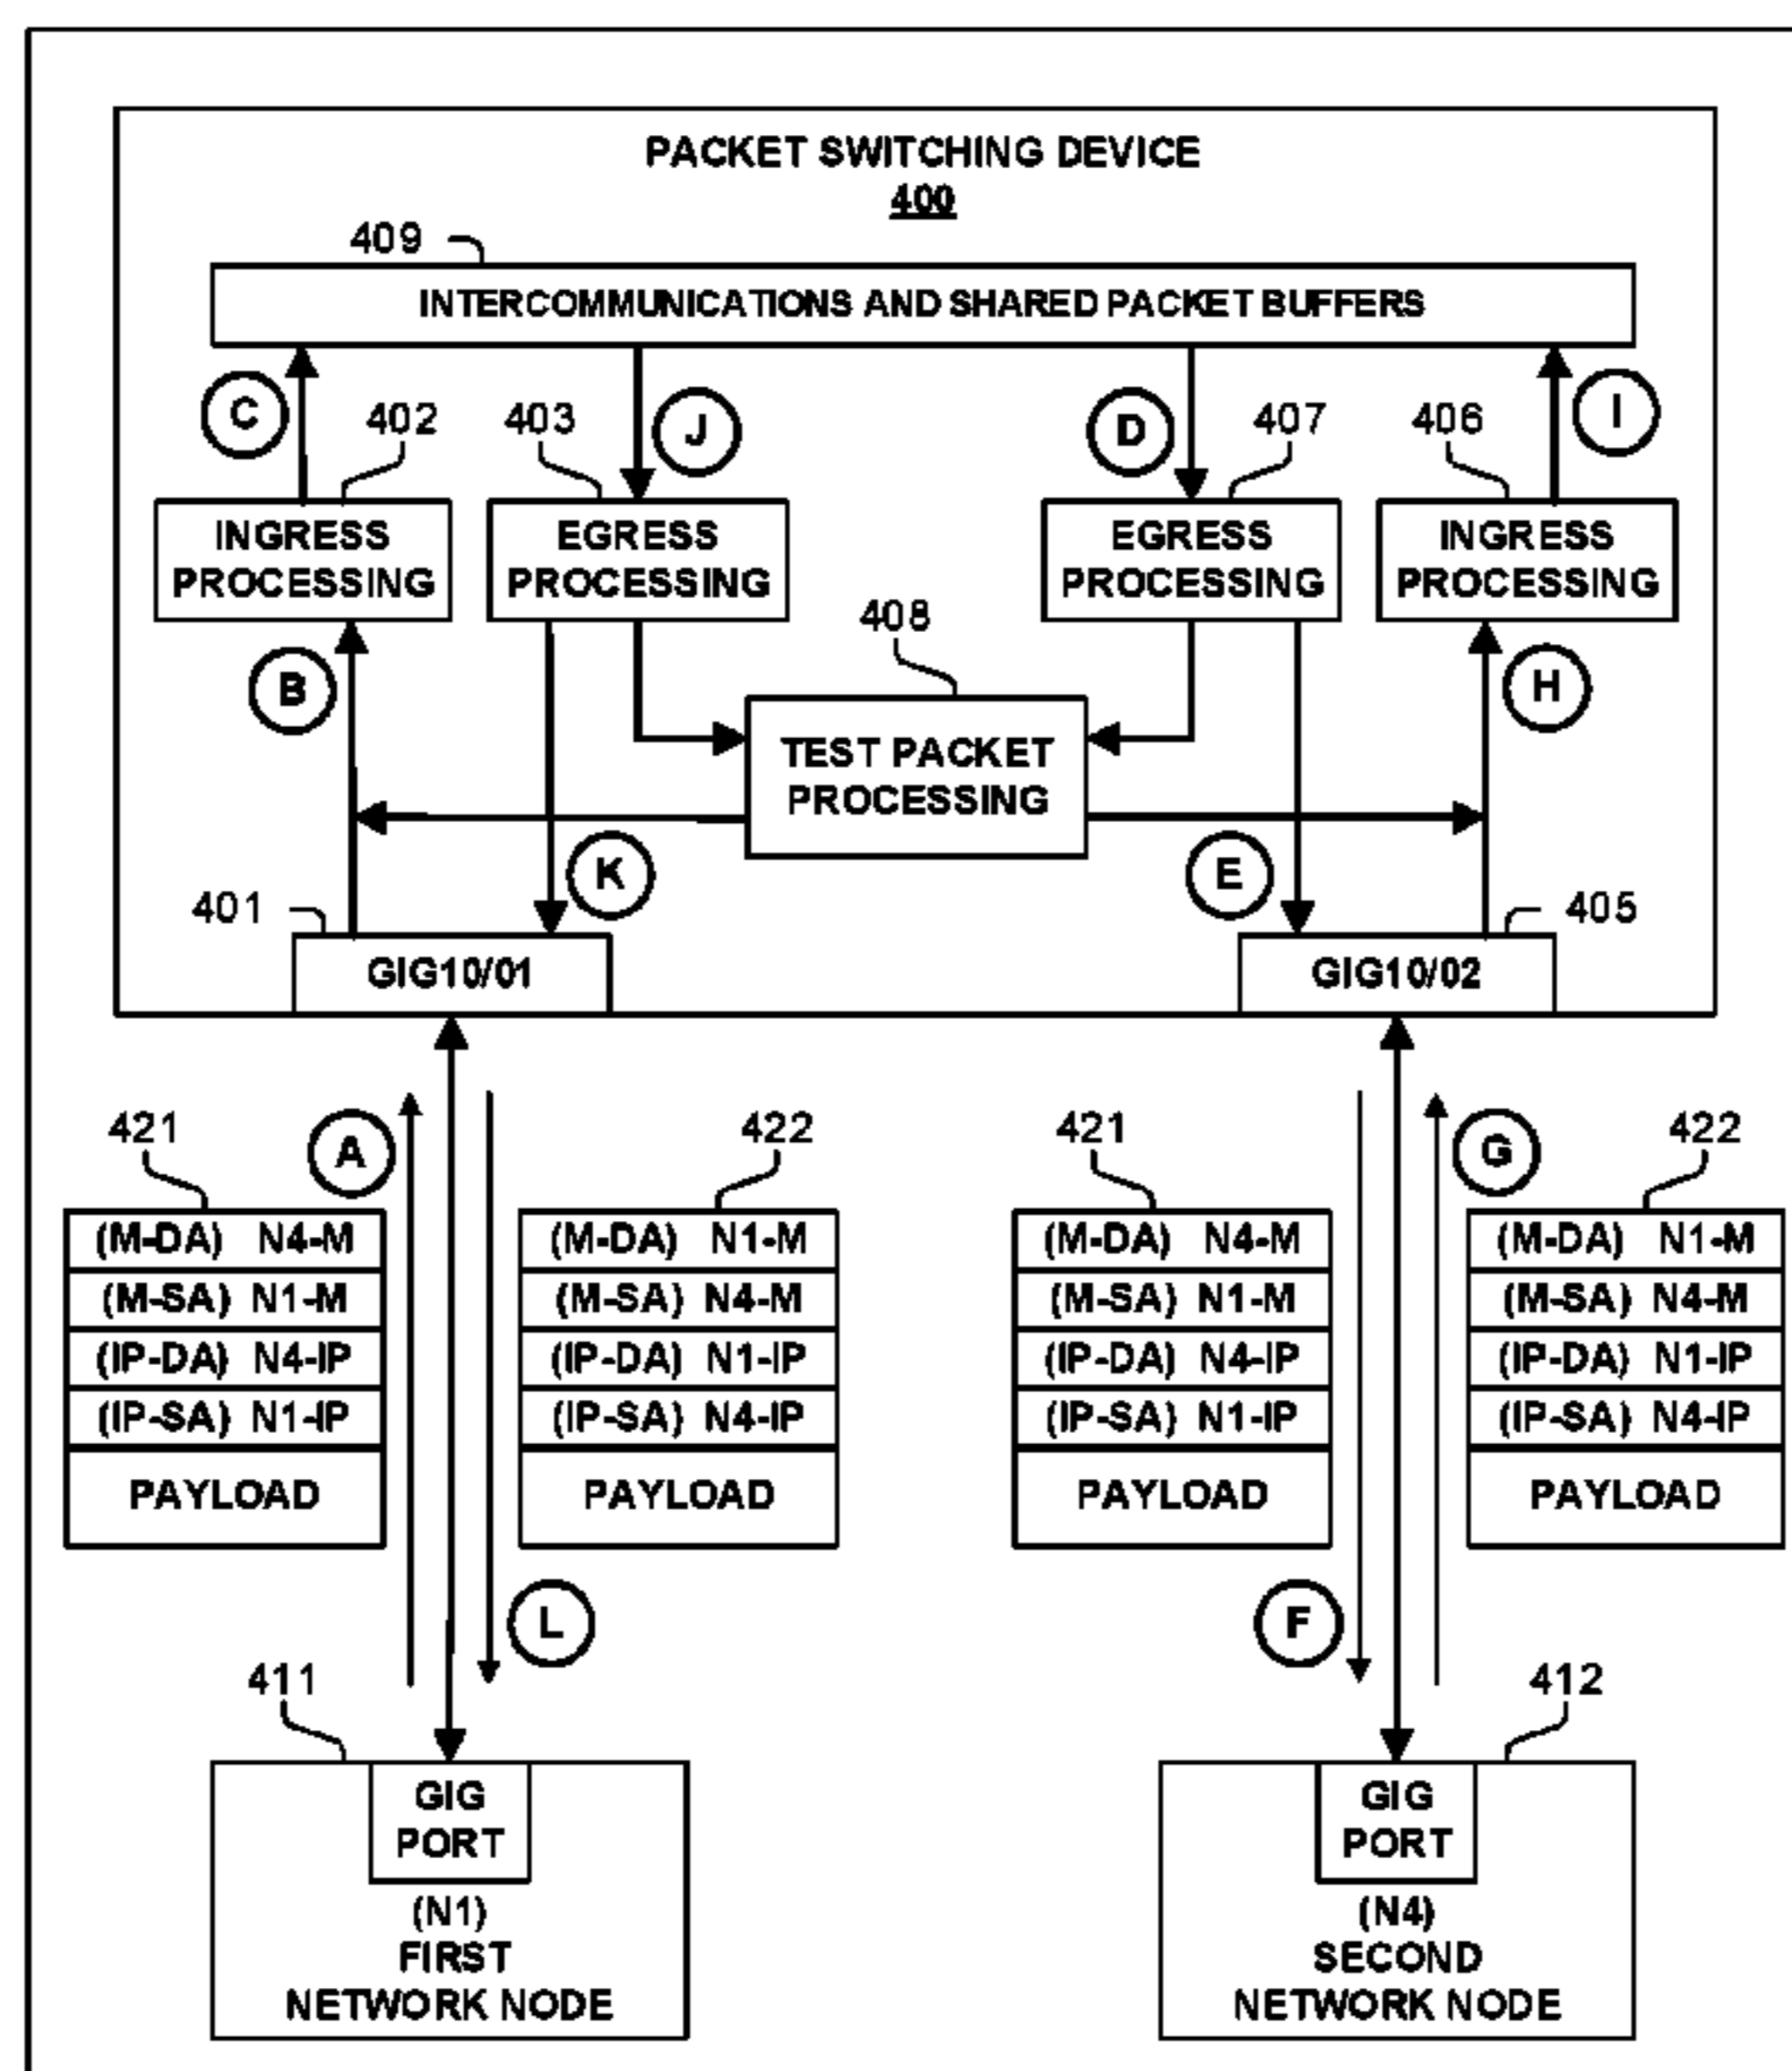 PACKET SWITCHING DEVICE
400
409
INTERCOMMUNICATIONS AND SHARED PACKET BUFFERS
C
402
403
J
D
407
406
I
INGRESS
PROCESSING
EGRESS
PROCESSING
EGRESS
PROCESSING
INGRESS
PROCESSING
408
B
H
TEST PACKET
PROCESSING
K
E
401
405
GIG10/01
GIG10/02
421
A
422
421
G
422
(M-DA) N4-M
(M-SA) N1-M
(IP-DA) N4-IP
(IP-SA) N1-IP
PAYLOAD
(M-DA) N1-M
(M-SA) N4-M
(IP-DA) N1-IP
(IP-SA) N4-IP
PAYLOAD
(M-DA) N4-M
(M-SA) N1-M
(IP-DA) N4-IP
(IP-SA) N1-IP
PAYLOAD
(M-DA) N1-M
(M-SA) N4-M
(IP-DA) N1-IP
(IP-SA) N4-IP
PAYLOAD
L
F
411
412
GIG
PORT
(N1)
FIRST
NETWORK NODE
GIG
PORT
(N4)
SECOND
NETWORK NODE